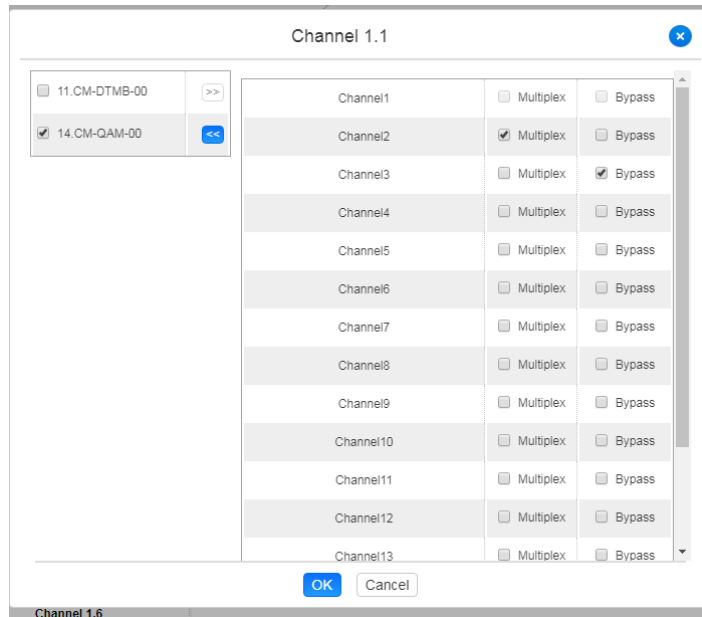 Channel 1.1
11.CM-DTMB-00 >>
14.CM-QAM-00 <<
Channel1 Multiplex Bypass
Channel2 Multiplex Bypass
Channel3 Multiplex Bypass
Channel4 Multiplex Bypass
Channel5 Multiplex Bypass
Channel6 Multiplex Bypass
Channel7 Multiplex Bypass
Channel8 Multiplex Bypass
Channel9 Multiplex Bypass
Channel10 Multiplex Bypass
Channel11 Multiplex Bypass
Channel12 Multiplex Bypass
Channel13 Multiplex Bypass
OK Cancel
Channel 1.6